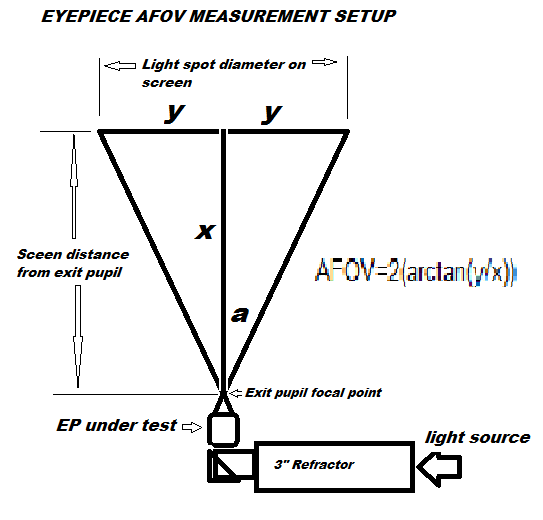 EYEPIECE AFOV MEASUREMENT SETUP
Light spot diameter on
screen
y
y
x
Sceen distance
from exit pupil
AFOV=2(arctan(y/x))
a
Exit pupil focal point
EP under test
light source
3" Refractor